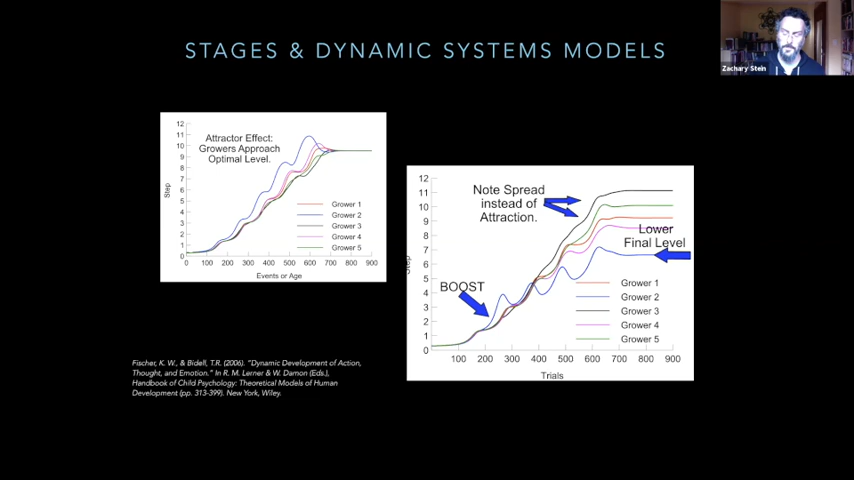 STAGES & DYNAMIC SYSTEMS MODELS
Zachary Stein
Attractor Effect:
Growers Approach
Optimal Level.
Step
12
11
10
9
8
7
6
5
4
3
2
1
0
Grower 1
Grower 2
Grower 3
Grower 4
Grower 5
0 100 200 300 400 500 600 700 800 900
Events or Age
Note Spread
instead of
Attraction.
Lower
Final Level
BOOST
Step
12
11
10
9
8
7
6
5
4
3
2
1
0
Grower 1
Grower 2
Grower 3
Grower 4
Grower 5
100 200 300 400 500 600 700 800 900
Trials
Fischer, K. W., & Bidell, T.R. (2006). "Dynamic Development of Action,
Thought, and Emotion." In R. M. Lerner & W. Damon (Eds.),
Handbook of Child Psychology: Theoretical Models of Human
Development (pp. 313-399). New York, Wiley.